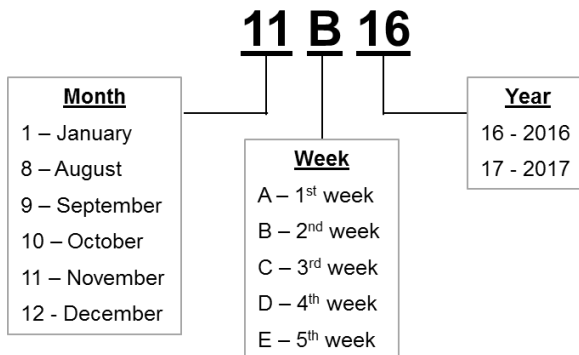 11 B 16
Month
1 – January
8 – August
9 – September
10 – October
11 – November
12 - December
Week
A – 1st week
B – 2nd week
C – 3rd week
D – 4th week
E – 5th week
Year
16 - 2016
17 - 2017